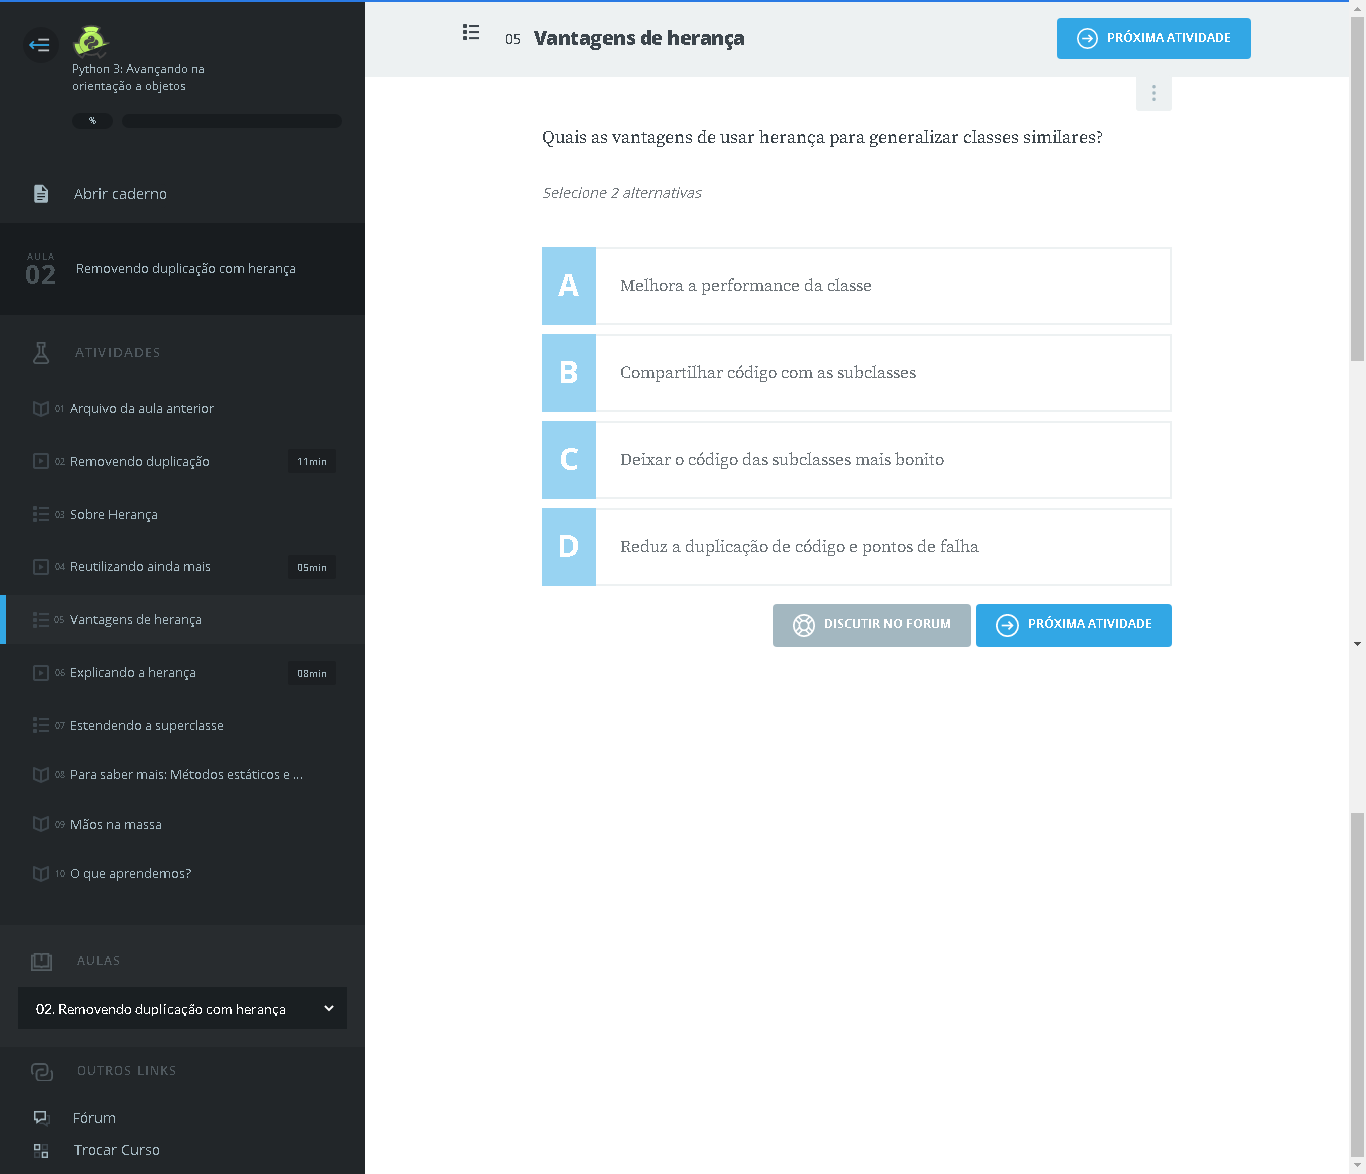 Python 3: Avançando na
orientação a objetos
%
Abrir caderno
AULA
02
Removendo duplicação com herança
ATIVIDADES
01 Arquivo da aula anterior
02 Removendo duplicação 11min
03 Sobre Herança
04 Reutilizando ainda mais 05min
05 Vantagens de herança
06 Explicando a herança 08min
07 Estendendo a superclasse
08 Para saber mais: Métodos estáticos e ...
09 Mãos na massa
10 O que aprendemos?
AULAS
02. Removendo duplicação com herança
OUTROS LINKS
Fórum
Trocar Curso
05 Vantagens de herança
PRÓXIMA ATIVIDADE
Quais as vantagens de usar herança para generalizar classes similares?
Selecione 2 alternativas
A Melhora a performance da classe
B Compartilhar código com as subclasses
C Deixar o código das subclasses mais bonito
D Reduz a duplicação de código e pontos de falha
DISCUTIR NO FORUM PRÓXIMA ATIVIDADE